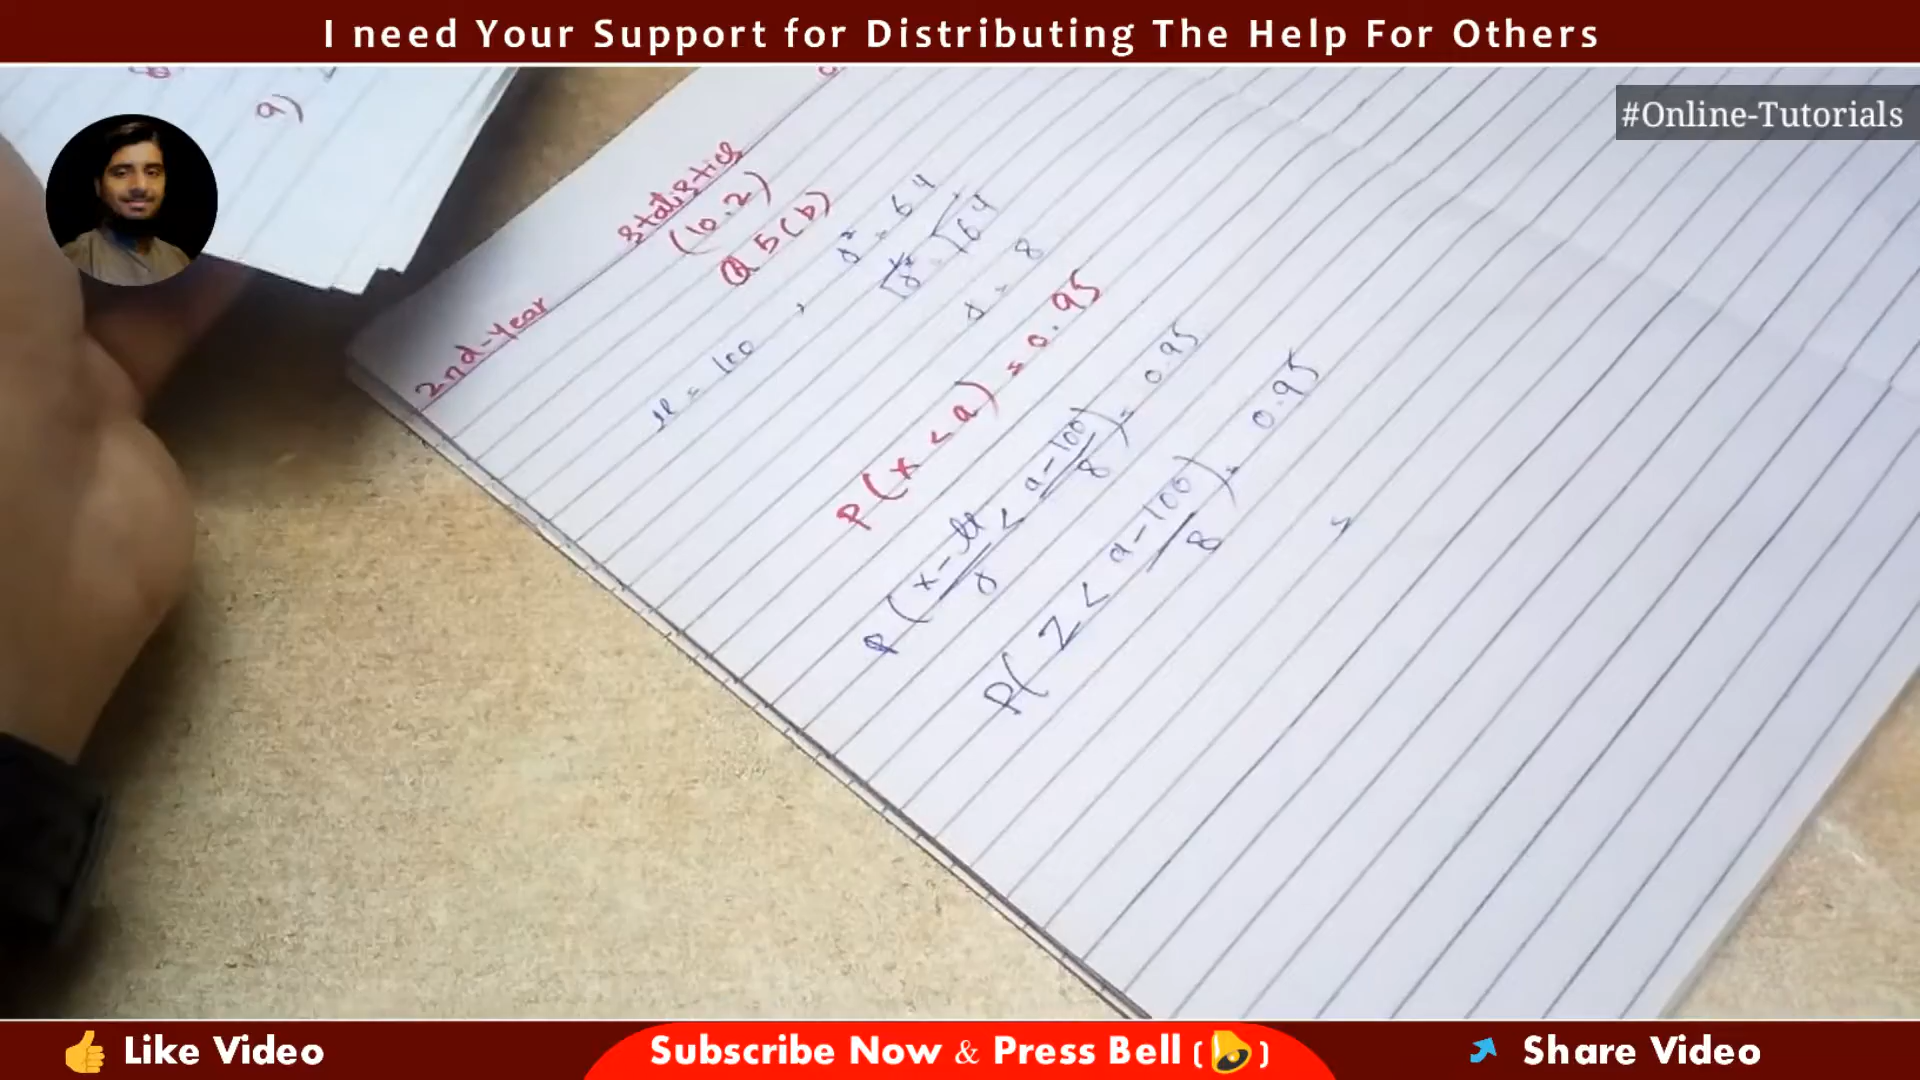 I need Your Support for Distributing The Help For Others
#Online-Tutorials
9)
2nd-Year Statistics
(10.2)
Q 5(b)
μ = 100 , σ² = 64
√σ² = √64
σ = 8
P(x < a) = 0.95
P(x-μ/σ < a-100/8) = 0.95
P(Z < a-100/8) = 0.95
Like Video
Subscribe Now & Press Bell ( )
Share Video